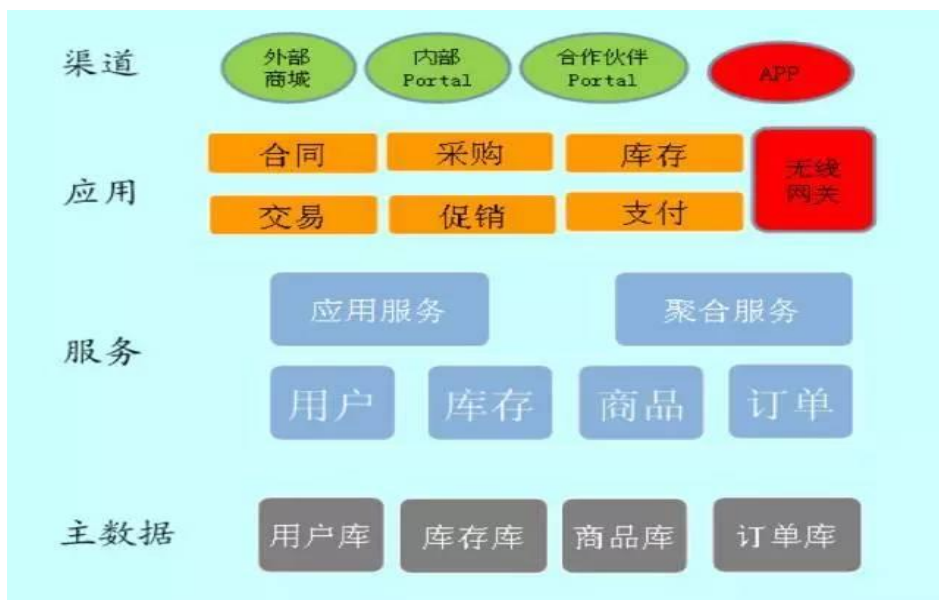 渠道
外部
商城
内部
Portal
合作伙伴
Portal
APP
应用
合同
采购
库存
交易
促销
支付
无线
网关
服务
应用服务
聚合服务
用户
库存
商品
订单
主数据
用户库
库存库
商品库
订单库